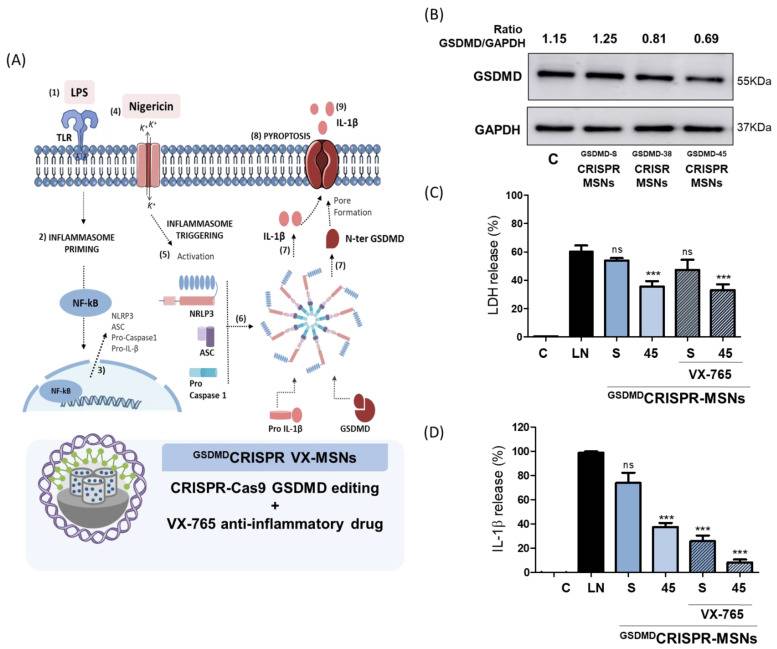 (A)
(1) LPS
TLR
(4) Nigericin
K+
K+
K+
(9)
IL-1β
(8) PYROPTOSIS
Pore
Formation
2) INFLAMMASOME
PRIMING
INFLAMMASOME
TRIGGERING
(5) Activation
IL-1β
N-ter GSDMD
(7)
(7)
NF-kB
NLRP3
ASC
Pro-Caspase1
Pro-IL-β
3)
NF-kB
NRLP3
ASC
Pro
Caspase 1
(6)
Pro IL-1β
GSDMD
GSDMDCRISPR VX-MSNs
CRISPR-Cas9 GSDMD editing
+
VX-765 anti-inflammatory drug
(B)
Ratio
GSDMD/GAPDH
1.15 1.25 0.81 0.69
GSDMD
55KDa
GAPDH
37KDa
C
GSDMD-S GSDMD-38 GSDMD-45
CRISPR CRISR CRISPR
MSNs MSNs MSNs
(C)
LDH release (%)
100
80
60
40
20
0
ns
***
ns
***
C LN S 45 S 45
VX-765
GSDMDCRISPR-MSNs
(D)
IL-1β release (%)
120
100
80
60
40
20
0
ns
***
***
***
C LN S 45 S 45
VX-765
GSDMDCRISPR-MSNs